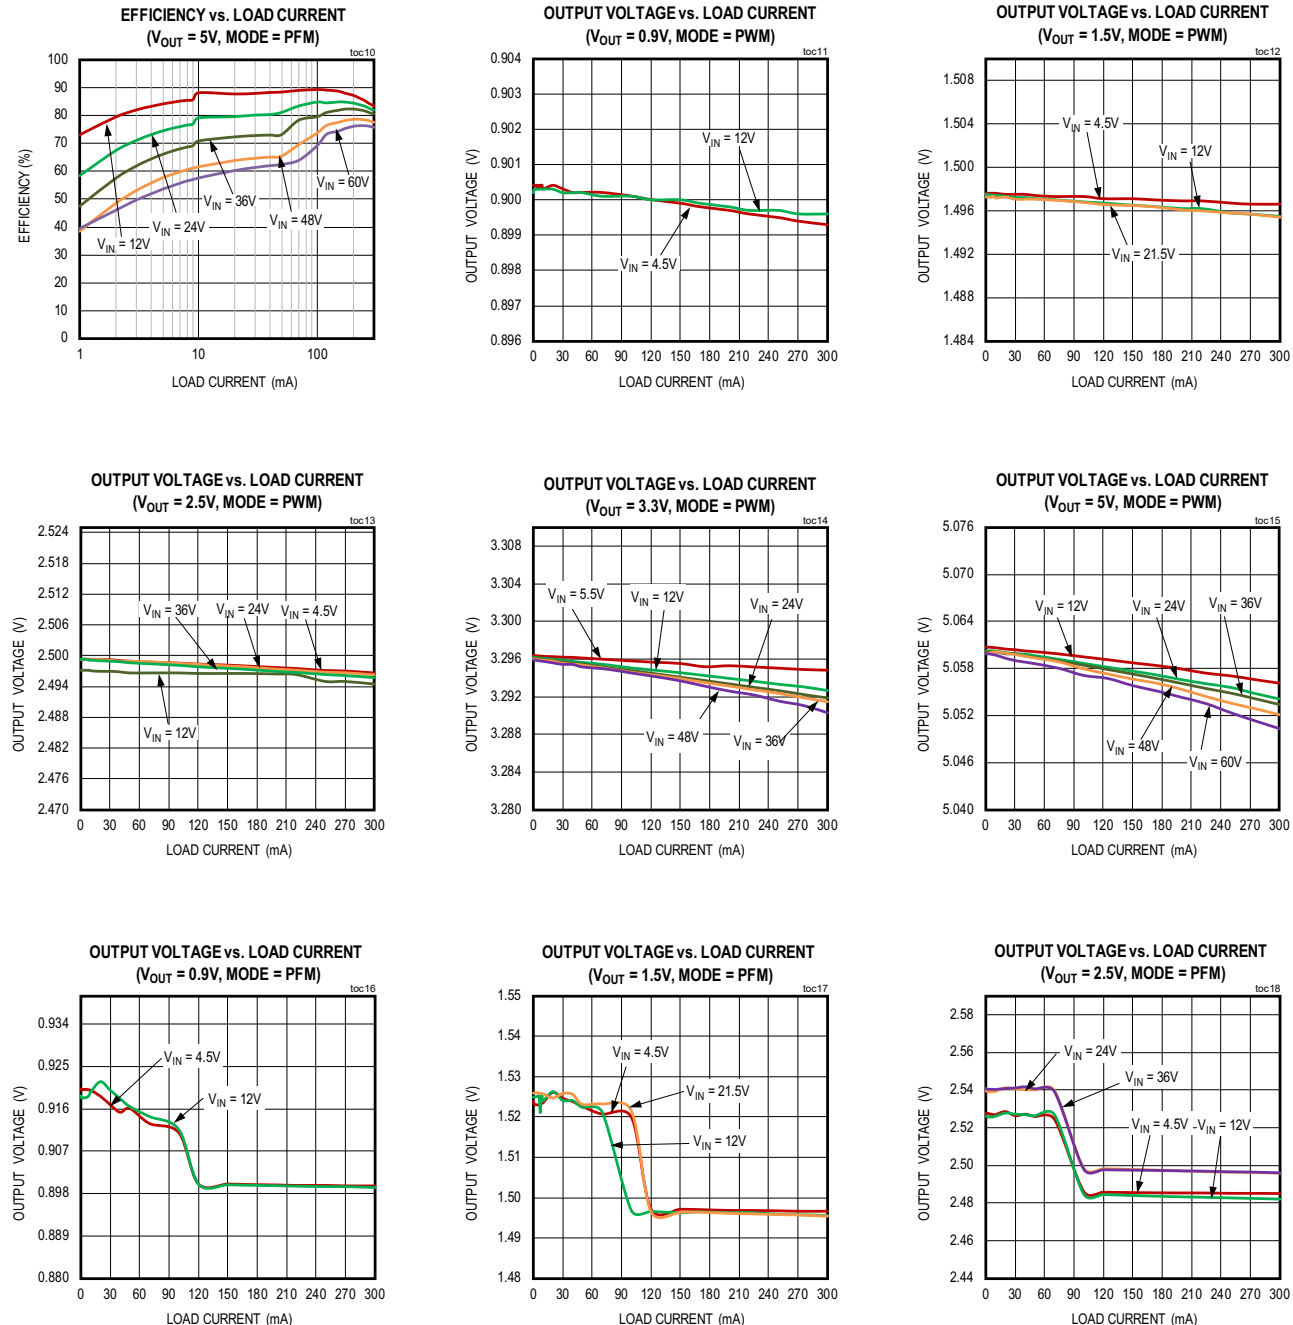 EFFICIENCY vs. LOAD CURRENT
(VOUT = 5V, MODE = PFM)
toc10
100
90
80
70
60
50
40
30
20
10
0
EFFICIENCY (%)
VIN = 12V
VIN = 24V
VIN = 36V
VIN = 48V
VIN = 60V
1 10 100
LOAD CURRENT (mA)
OUTPUT VOLTAGE vs. LOAD CURRENT
(VOUT = 0.9V, MODE = PWM)
toc11
0.904
0.903
0.902
0.901
0.900
0.899
0.898
0.897
0.896
OUTPUT VOLTAGE (V)
VIN = 12V
VIN = 4.5V
0 30 60 90 120 150 180 210 240 270 300
LOAD CURRENT (mA)
OUTPUT VOLTAGE vs. LOAD CURRENT
(VOUT = 1.5V, MODE = PWM)
toc12
1.508
1.504
1.500
1.496
1.492
1.488
1.484
OUTPUT VOLTAGE (V)
VIN = 4.5V
VIN = 12V
VIN = 21.5V
0 30 60 90 120 150 180 210 240 270 300
LOAD CURRENT (mA)
OUTPUT VOLTAGE vs. LOAD CURRENT
(VOUT = 2.5V, MODE = PWM)
toc13
2.524
2.518
2.512
2.506
2.500
2.494
2.488
2.482
2.476
2.470
OUTPUT VOLTAGE (V)
VIN = 36V
VIN = 24V
VIN = 4.5V
VIN = 12V
0 30 60 90 120 150 180 210 240 270 300
LOAD CURRENT (mA)
OUTPUT VOLTAGE vs. LOAD CURRENT
(VOUT = 3.3V, MODE = PWM)
toc14
3.308
3.304
3.300
3.296
3.292
3.288
3.284
3.280
OUTPUT VOLTAGE (V)
VIN = 5.5V
VIN = 12V
VIN = 24V
VIN = 48V
VIN = 36V
0 30 60 90 120 150 180 210 240 270 300
LOAD CURRENT (mA)
OUTPUT VOLTAGE vs. LOAD CURRENT
(VOUT = 5V, MODE = PWM)
toc15
5.076
5.070
5.064
5.058
5.052
5.046
5.040
OUTPUT VOLTAGE (V)
VIN = 12V
VIN = 24V
VIN = 36V
VIN = 48V
VIN = 60V
0 30 60 90 120 150 180 210 240 270 300
LOAD CURRENT (mA)
OUTPUT VOLTAGE vs. LOAD CURRENT
(VOUT = 0.9V, MODE = PFM)
toc16
0.934
0.925
0.916
0.907
0.898
0.889
0.880
OUTPUT VOLTAGE (V)
VIN = 4.5V
VIN = 12V
0 30 60 90 120 150 180 210 240 270 300
LOAD CURRENT (mA)
OUTPUT VOLTAGE vs. LOAD CURRENT
(VOUT = 1.5V, MODE = PFM)
toc17
1.55
1.54
1.53
1.52
1.51
1.50
1.49
1.48
OUTPUT VOLTAGE (V)
VIN = 4.5V
VIN = 21.5V
VIN = 12V
0 30 60 90 120 150 180 210 240 270 300
LOAD CURRENT (mA)
OUTPUT VOLTAGE vs. LOAD CURRENT
(VOUT = 2.5V, MODE = PFM)
toc18
2.58
2.56
2.54
2.52
2.50
2.48
2.46
2.44
OUTPUT VOLTAGE (V)
VIN = 24V
VIN = 36V
VIN = 4.5V
VIN = 12V
0 30 60 90 120 150 180 210 240 270 300
LOAD CURRENT (mA)